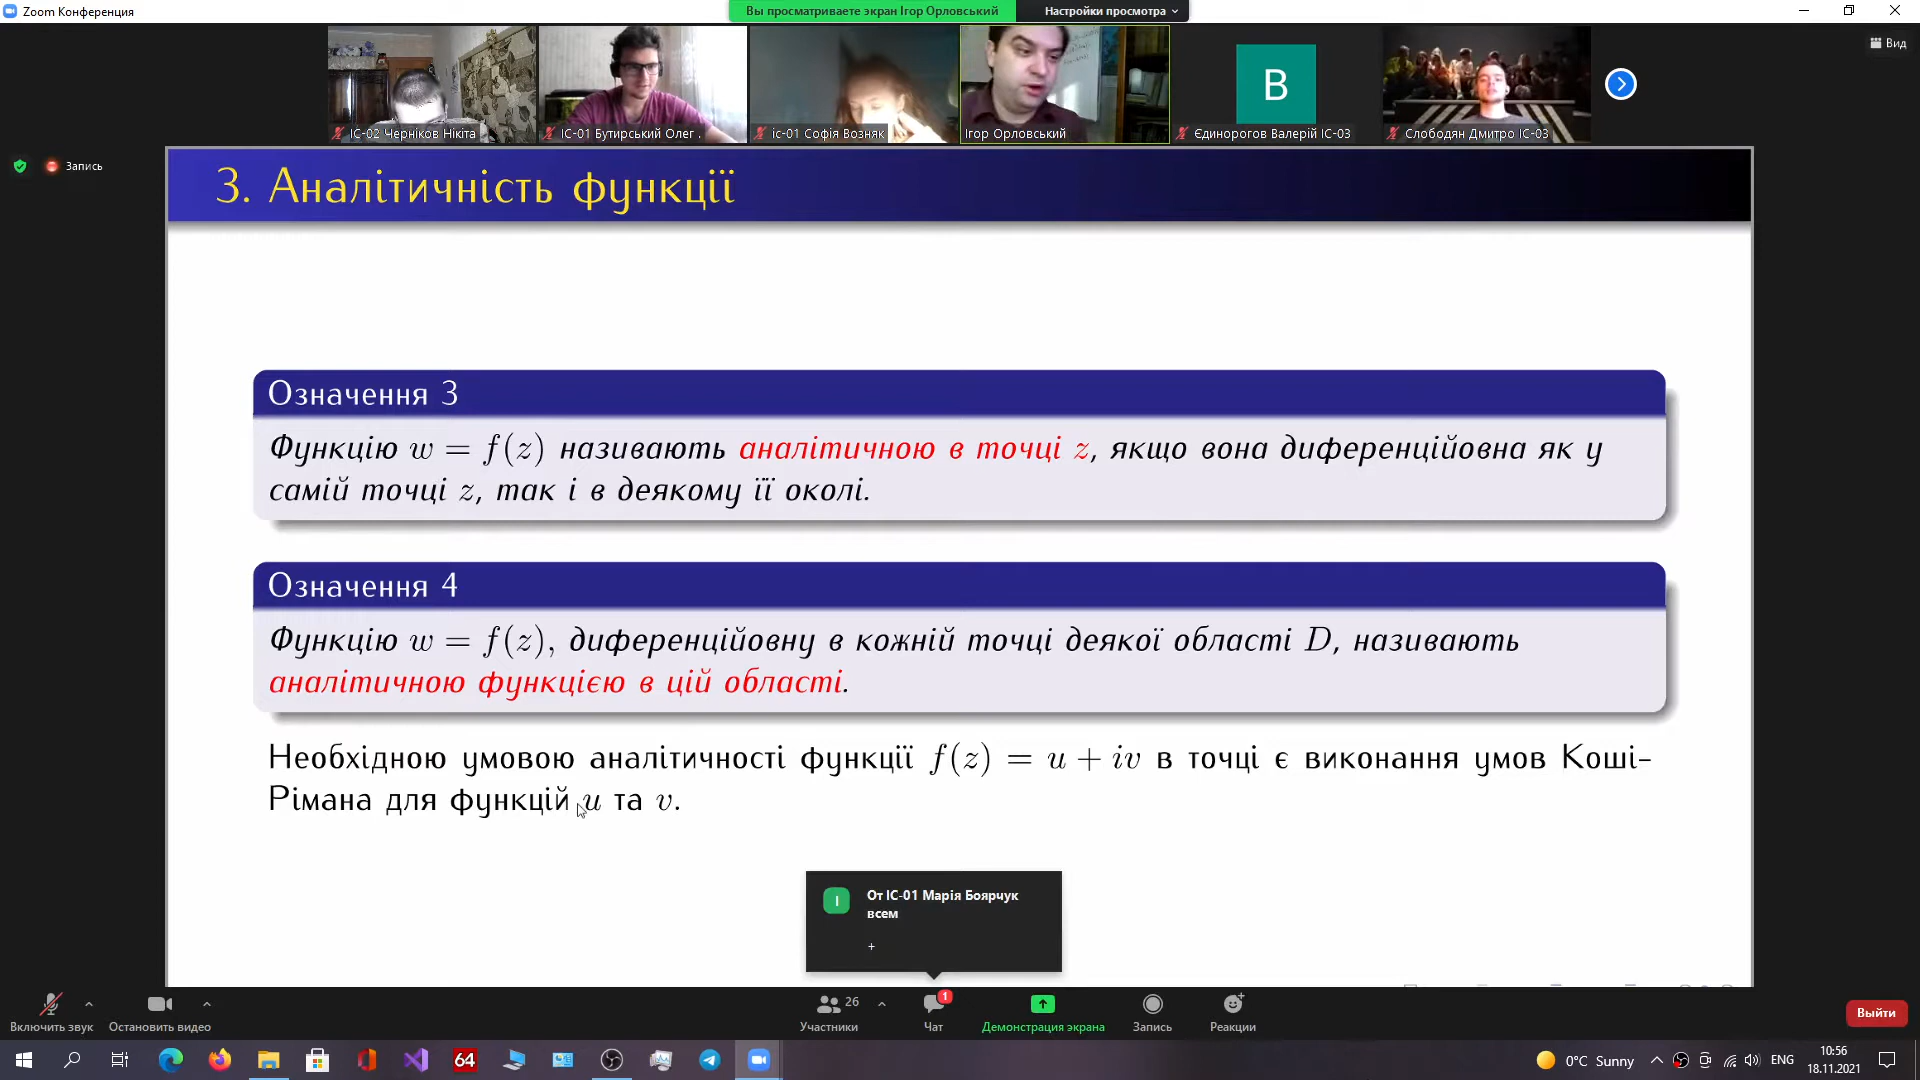 Zoom Конференция
Вы просматриваете экран Ігор Орловський
Настройки просмотра
Вид
IC-02 Черніков Нікіта
IC-01 Бутирський Олег .
іс-01 Софія Возняк
Ігор Орловський
B
Єдинорогов Валерій ІС-03
Слободян Дмитро ІС-03
Запись
3. Аналітичність функції
Означення 3
Функцію w = f(z) називають аналітичною в точці z, якщо вона диференційовна як у
самій точці z, так і в деякому її околі.
Означення 4
Функцію w = f(z), диференційовну в кожній точці деякої області D, називають
аналітичною функцією в цій області.
Необхідною умовою аналітичності функції f(z) = u + iv в точці є виконання умов Коші-
Рімана для функцій u та v.
I
От ІС-01 Марія Боярчук
всем
+
Включить звук
Остановить видео
26
Участники
1
Чат
Демонстрация экрана
Запись
Реакции
Выйти
64
0°C Sunny
ENG
10:56
18.11.2021